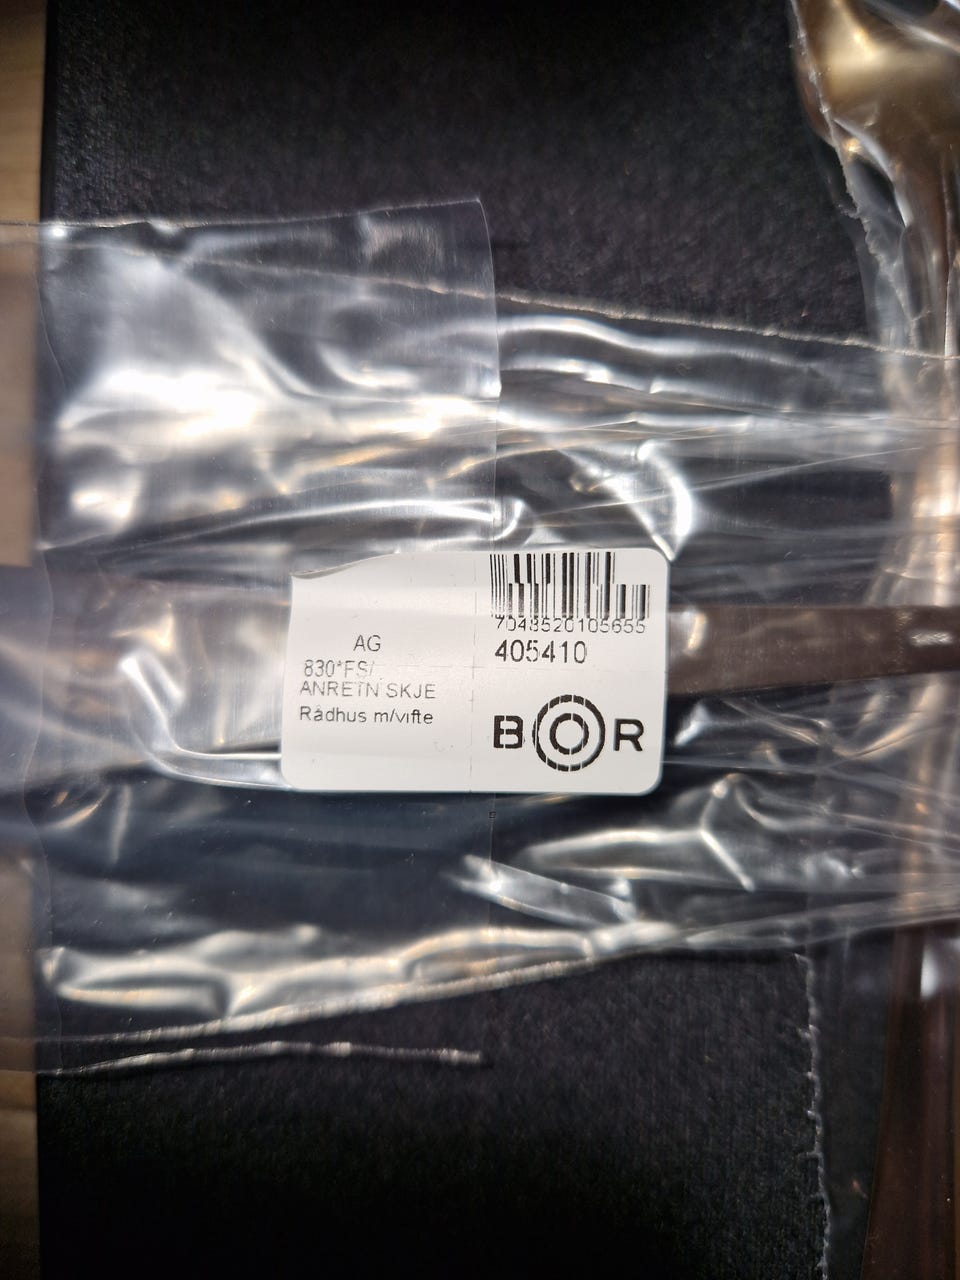 AG
830*FS/
ANRETN SKJE
Rådhus m/vifte
7048520105655
405410
BOR